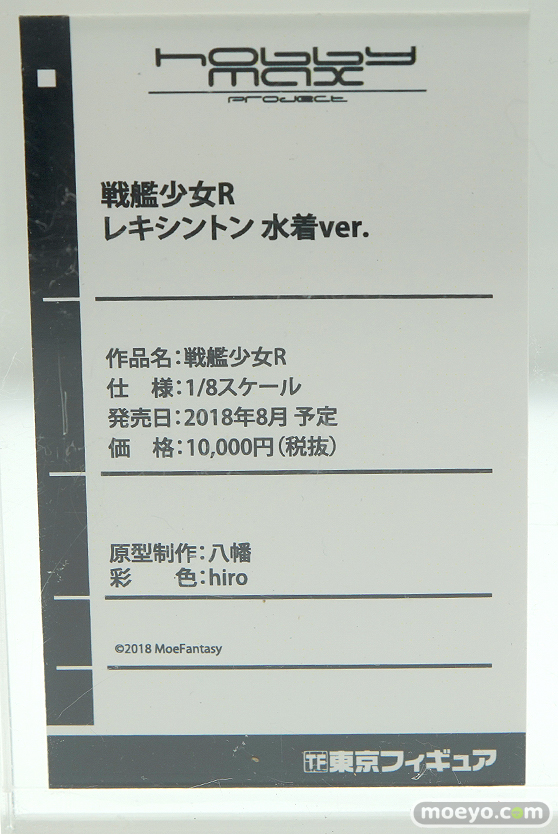 hobby
max
project
戦艦少女R
レキシントン 水着ver.
作品名：戦艦少女R
仕　様：1/8スケール
発売日：2018年8月 予定
価　格：10,000円（税抜）
原型制作：八幡
彩　　色：hiro
©2018 MoeFantasy
TF 東京フィギュア
moeyo.com